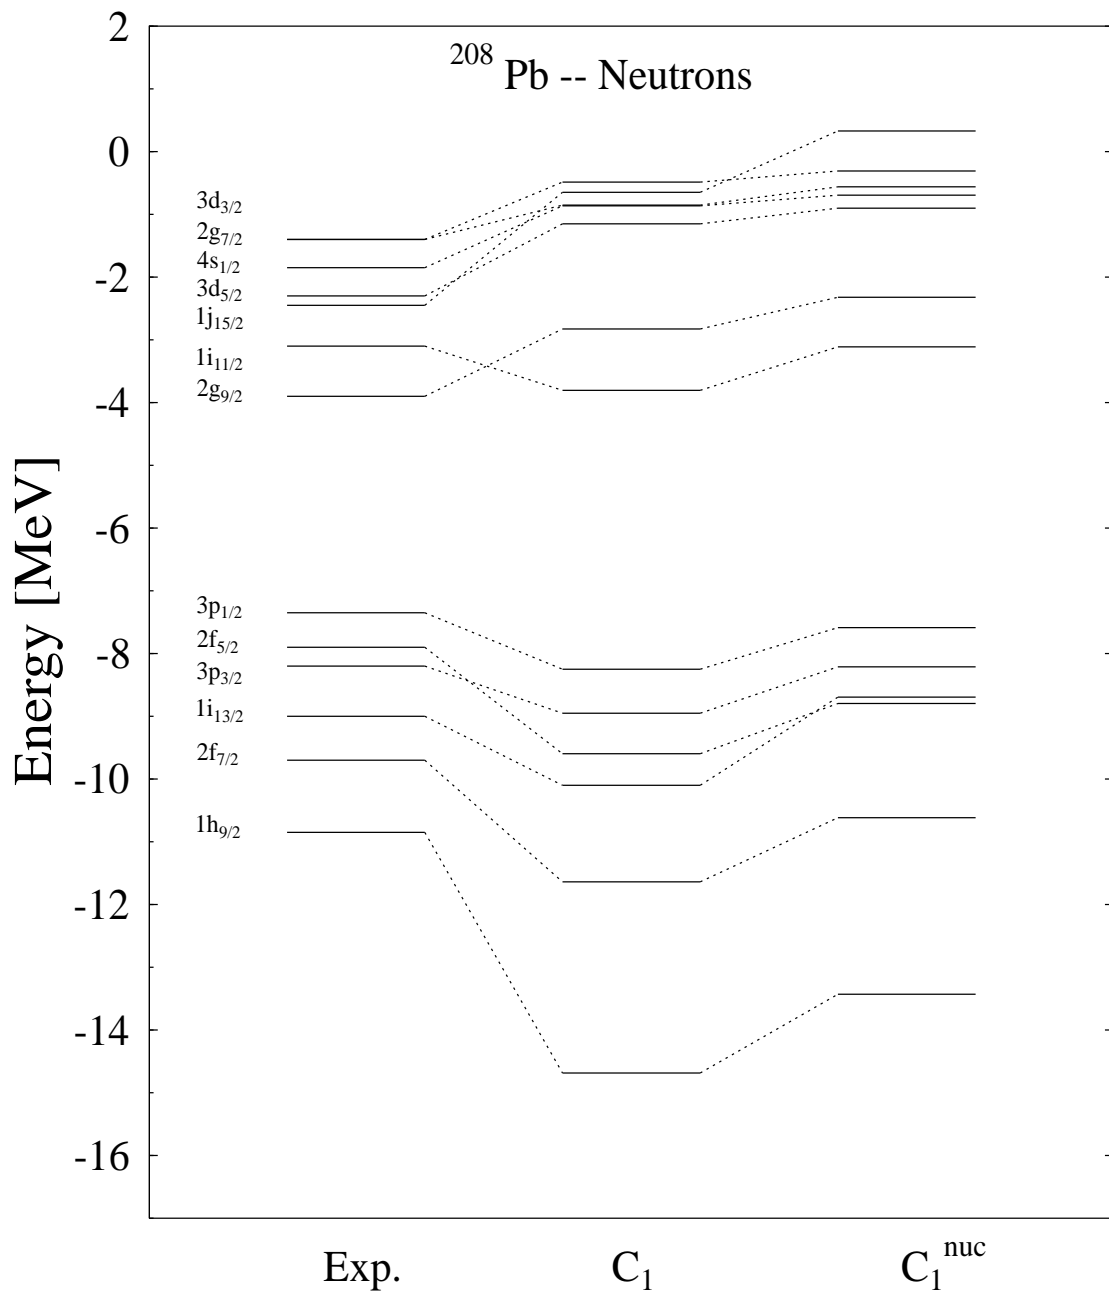 ²⁰⁸ Pb -- Neutrons
Energy [MeV]
2
0
-2
-4
-6
-8
-10
-12
-14
-16
3d₃/₂
2g₇/₂
4s₁/₂
3d₅/₂
1j₁₅/₂
1i₁₁/₂
2g₉/₂
3p₁/₂
2f₅/₂
3p₃/₂
1i₁₃/₂
2f₇/₂
1h₉/₂
Exp. C₁ C₁ⁿᵘᶜ